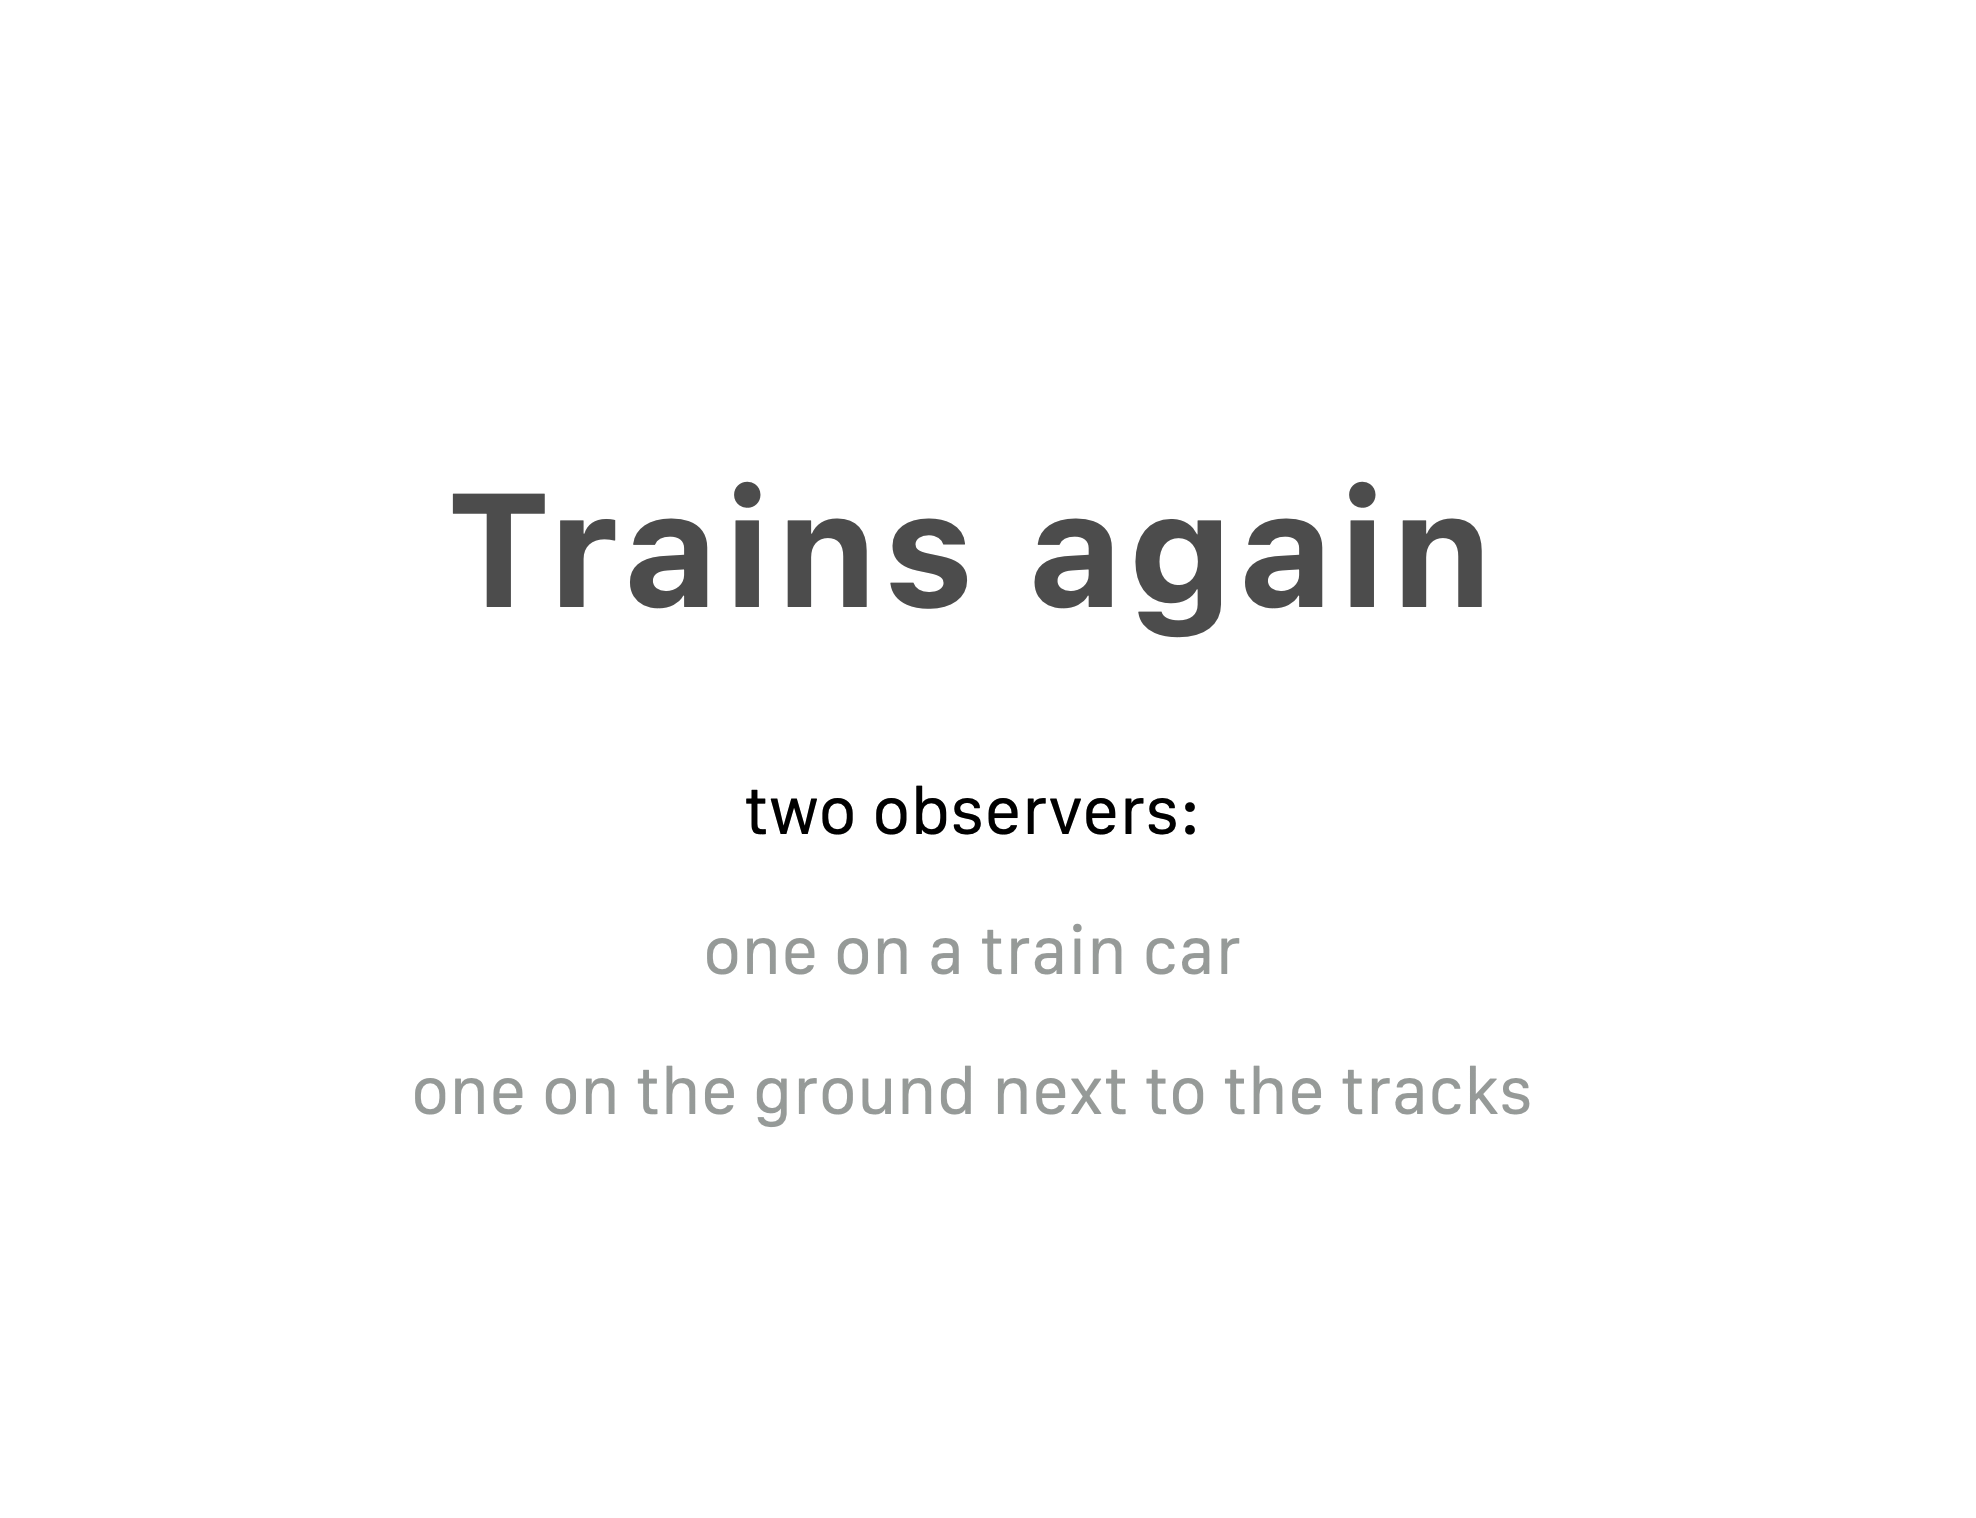 Trains again
two observers:
one on a train car
one on the ground next to the tracks